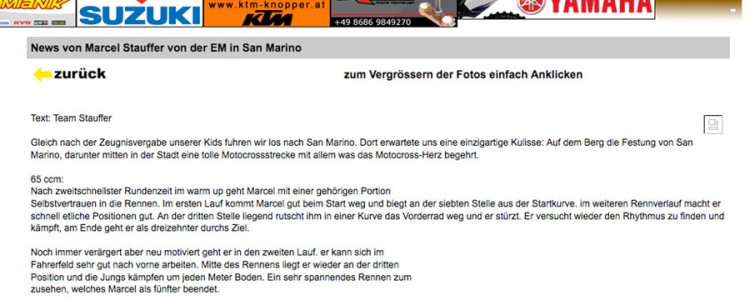 www.ktm-knopper.at
YAMAHA
SUZUKI
KTM
+49 8686 9849270
News von Marcel Stauffer von der EM in San Marino
zurück
zum Vergrössern der Fotos einfach Anklicken
Text: Team Stauffer
Gleich nach der Zeugnisvergabe unserer Kids fuhren wir los nach San Marino. Dort erwartete uns eine einzigartige Kulisse: Auf dem Berg die Festung von San
Marino, darunter mitten in der Stadt eine tolle Motocrossstrecke mit allem was das Motocross-Herz begehrt.
65 ccm:
Nach zweitschnellster Rundenzeit im warm up geht Marcel mit einer gehörigen Portion
Selbstvertrauen in die Rennen. Im ersten Lauf kommt Marcel gut beim Start weg und biegt an der siebten Stelle aus der Startkurve. im weiteren Rennverlauf macht er
schnell etliche Positionen gut. An der dritten Stelle liegend rutscht ihm in einer Kurve das Vorderrad weg und er stürzt. Er versucht wieder den Rhythmus zu finden und
kämpft, am Ende geht er als dreizehnter durchs Ziel.
Noch immer verärgert aber neu motiviert geht er in den zweiten Lauf. er kann sich im
Fahrerfeld sehr gut nach vorne arbeiten. Mitte des Rennens liegt er wieder an der dritten
Position und die Jungs kämpfen um jeden Meter Boden. Ein sehr spannendes Rennen zum
zusehen, welches Marcel als fünfter beendet.